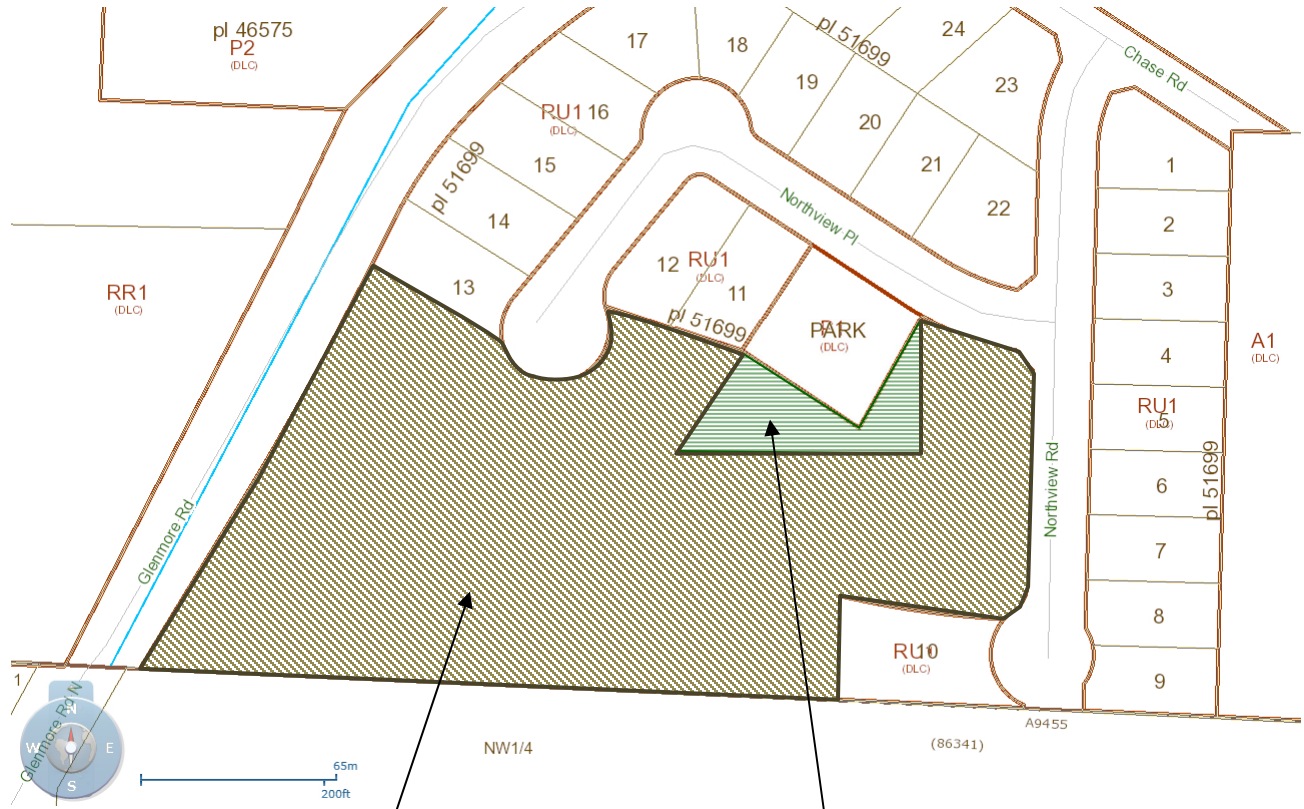 pl 46575
P2
(DLC)
17
18
pl 51699
24
23
Chase Rd
19
RU1
16
(DLC)
20
15
pl 51699
21
14
22
Northview Pl
1
2
3
4
5
6
7
8
9
12
RU1
(DLC)
11
pl 51699
13
RR1
(DLC)
PARK
(DLC)
A1
(DLC)
RU1
(DLC)
pl 51699
Northview Rd
Glenmore Rd
RU1
(DLC)
1
Glenmore Rd N
N
W
E
S
65m
200ft
NW1/4
A9455
(86341)